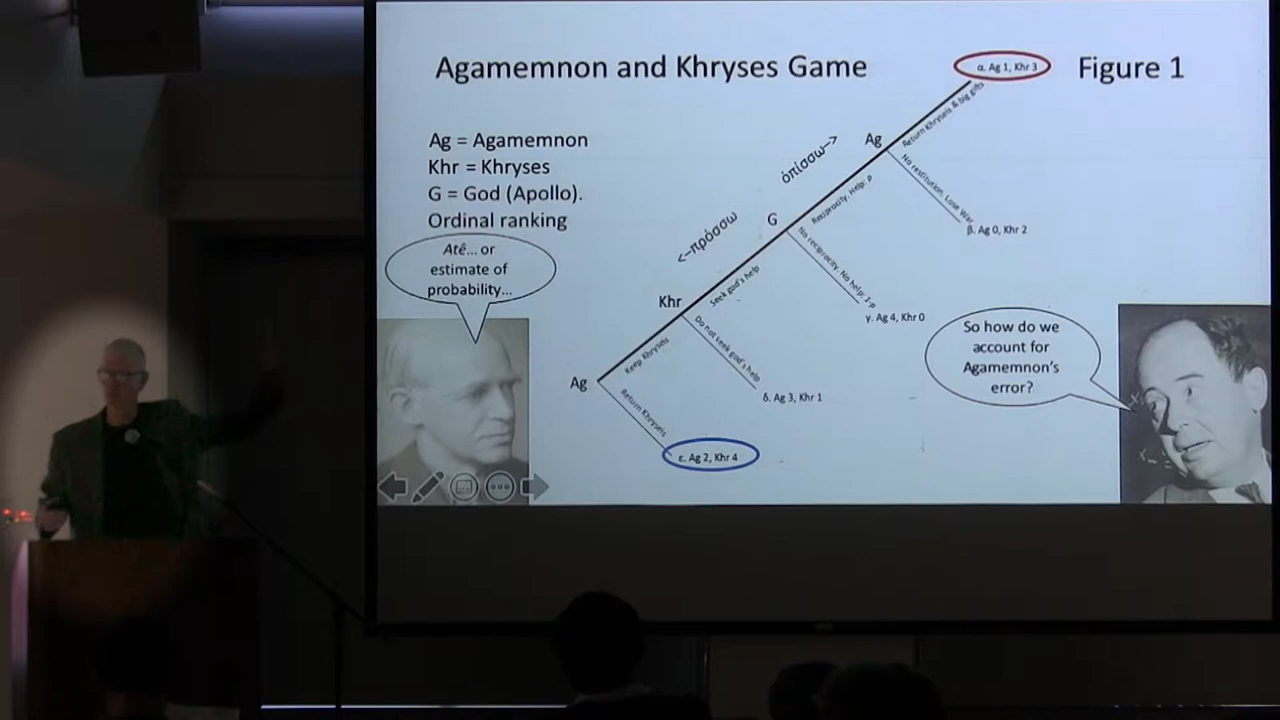 Agamemnon and Khryses Game
Figure 1
α. Ag 1, Khr 3
Ag = Agamemnon
Khr = Khryses
G = God (Apollo).
Ordinal ranking
Atê... or
estimate of
probability...
ὀπίσω-->
<--πρόσσω
Ag
Return Khryseis & big gifts
No restitution. Lose War
β. Ag 0, Khr 2
G
Reciprocity. Help: P
No reciprocity. No help: 1-p
γ. Ag 4, Khr 0
Khr
Seek god's help
Do not seek god's help
δ. Ag 3, Khr 1
Ag
Keep Khryseis
Return Khryseis
ε. Ag 2, Khr 4
So how do we
account for
Agamemnon's
error?